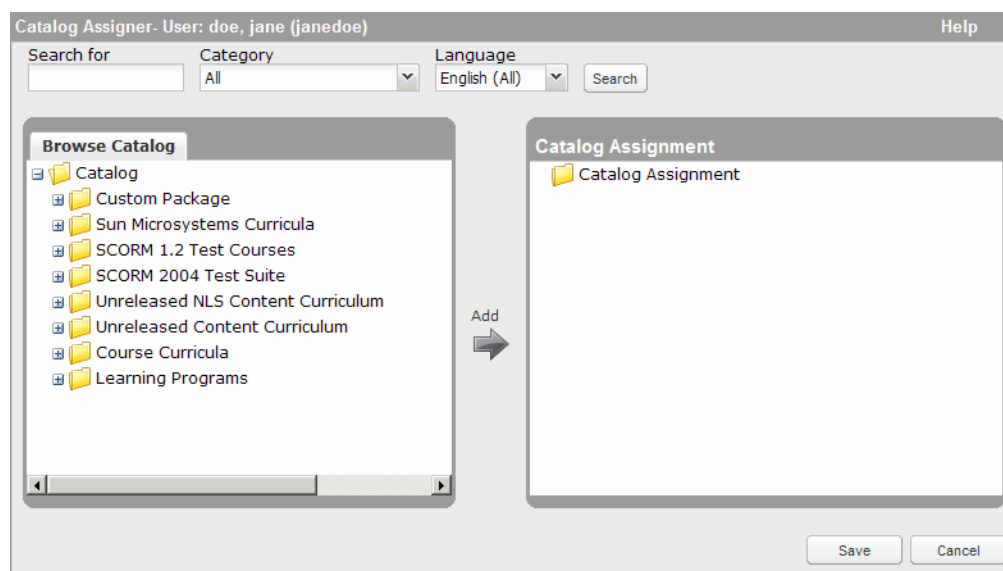 Catalog Assigner- User: doe, jane (janedoe) Help
Search for Category Language
All English (All) Search
Browse Catalog
Catalog
Custom Package
Sun Microsystems Curricula
SCORM 1.2 Test Courses
SCORM 2004 Test Suite
Unreleased NLS Content Curriculum
Unreleased Content Curriculum
Course Curricula
Learning Programs
Add
Catalog Assignment
Catalog Assignment
Save Cancel